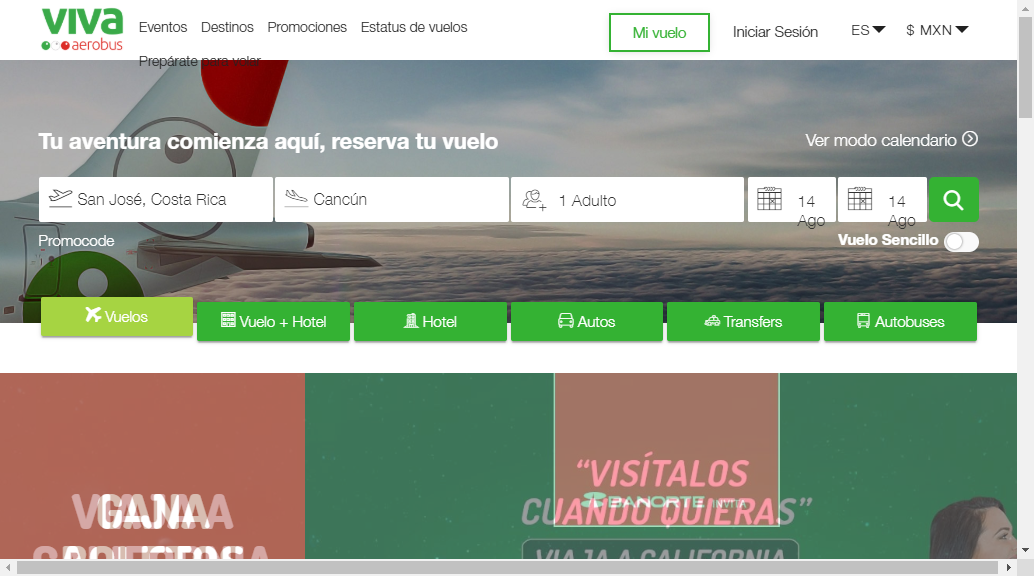 viva
aerobus
Eventos Destinos Promociones Estatus de vuelos
Prepárate para volar
Mi vuelo
Iniciar Sesión
ES
$ MXN
Tu aventura comienza aquí, reserva tu vuelo
Ver modo calendario
San José, Costa Rica
Cancún
1 Adulto
14
Ago
14
Ago
Promocode
Vuelo Sencillo
Vuelos
Vuelo + Hotel
Hotel
Autos
Transfers
Autobuses
GANA
“VISÍTALOS
CUANDO QUIERAS”
BANORTE INVITA
VIAJA A CALIFORNIA